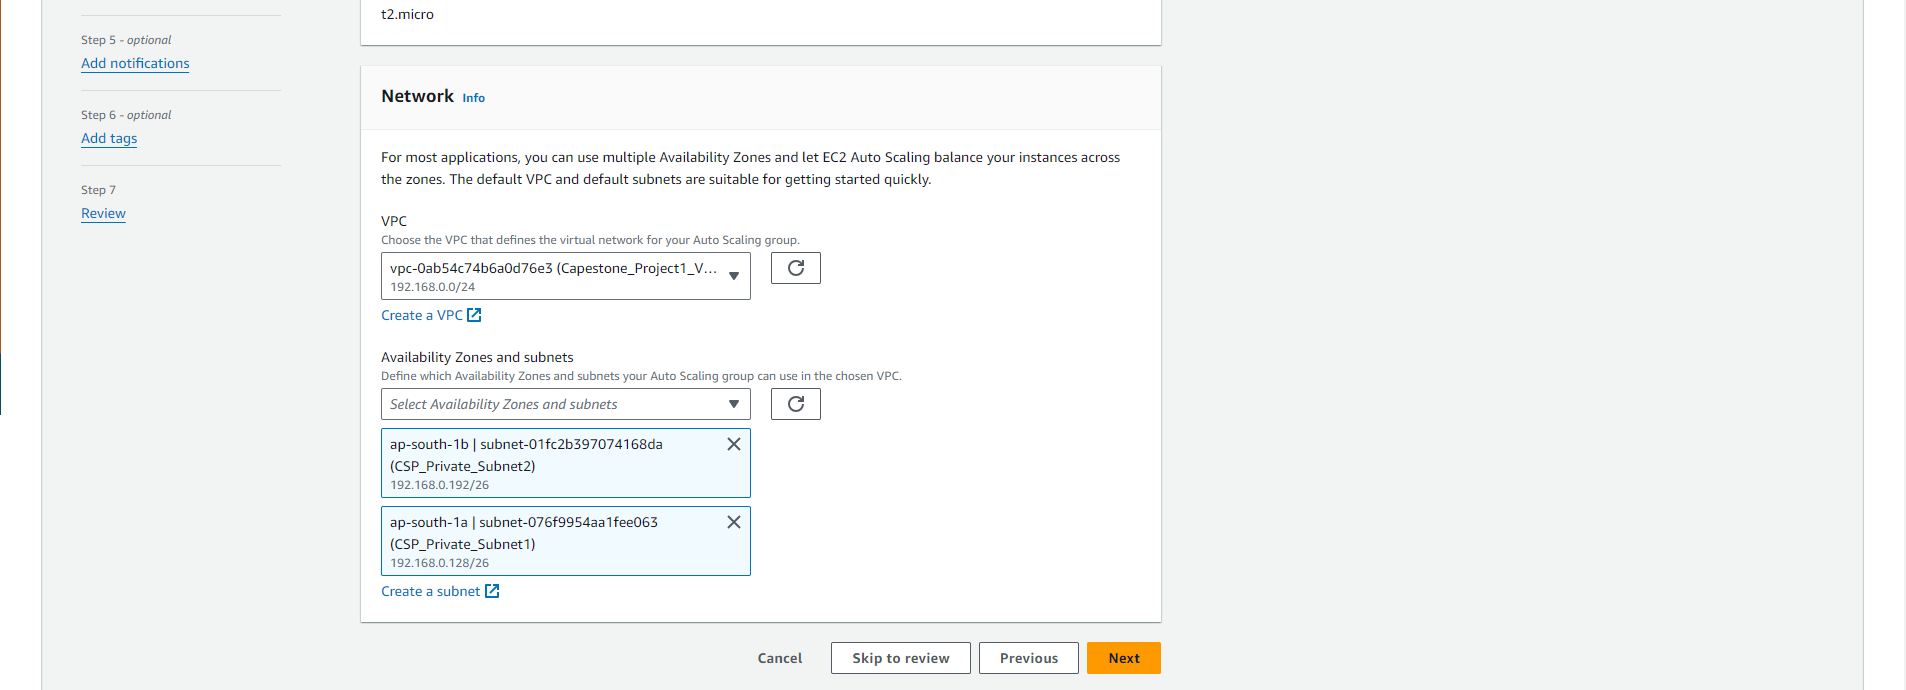 t2.micro
Step 5 - optional
Add notifications
Step 6 - optional
Add tags
Step 7
Review
Network Info
For most applications, you can use multiple Availability Zones and let EC2 Auto Scaling balance your instances across
the zones. The default VPC and default subnets are suitable for getting started quickly.
VPC
Choose the VPC that defines the virtual network for your Auto Scaling group.
vpc-0ab54c74b6a0d76e3 (Capestone_Project1_V...
192.168.0.0/24
Create a VPC
Availability Zones and subnets
Define which Availability Zones and subnets your Auto Scaling group can use in the chosen VPC.
Select Availability Zones and subnets
ap-south-1b | subnet-01fc2b397074168da
(CSP_Private_Subnet2)
192.168.0.192/26
ap-south-1a | subnet-076f9954aa1fee063
(CSP_Private_Subnet1)
192.168.0.128/26
Create a subnet
Cancel
Skip to review
Previous
Next